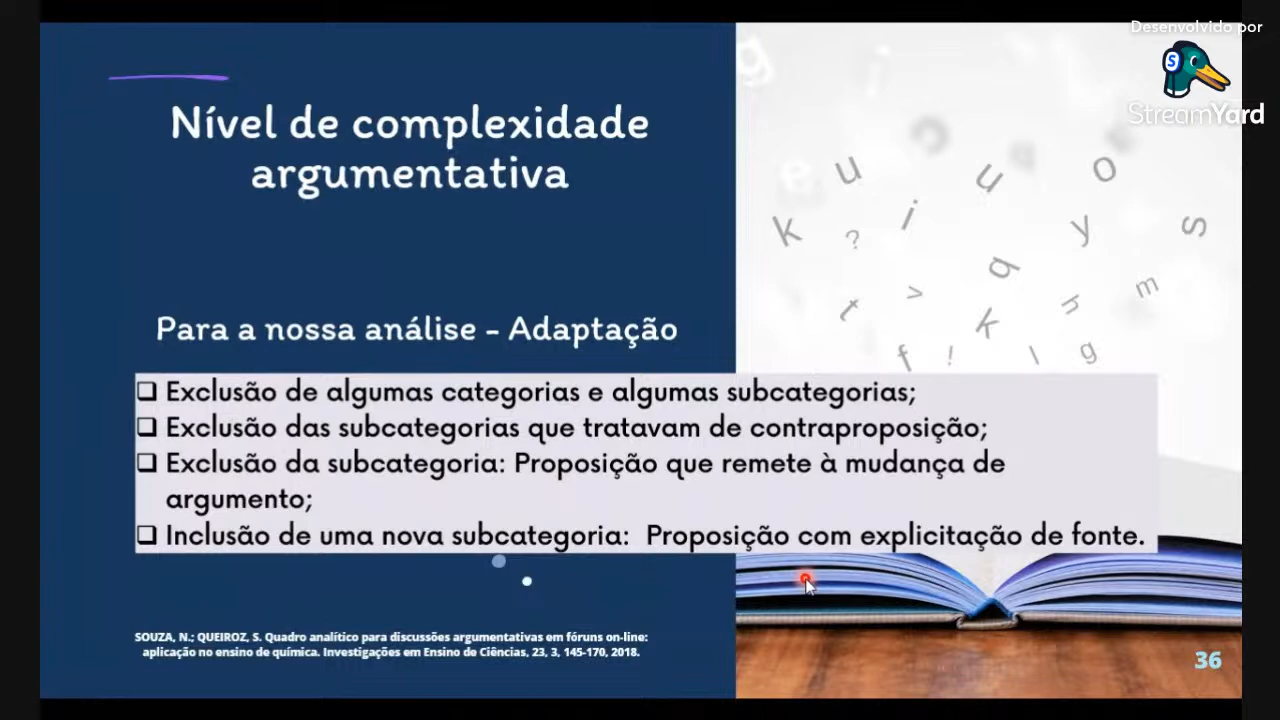 Desenvolvido por
StreamYard
Nível de complexidade
argumentativa
Para a nossa análise - Adaptação
❑ Exclusão de algumas categorias e algumas subcategorias;
❑ Exclusão das subcategorias que tratavam de contraproposição;
❑ Exclusão da subcategoria: Proposição que remete à mudança de
argumento;
❑ Inclusão de uma nova subcategoria: Proposição com explicitação de fonte.
SOUZA, N.; QUEIROZ, S. Quadro analítico para discussões argumentativas em fóruns on-line:
aplicação no ensino de química. Investigações em Ensino de Ciências, 23, 3, 145-170, 2018.
36